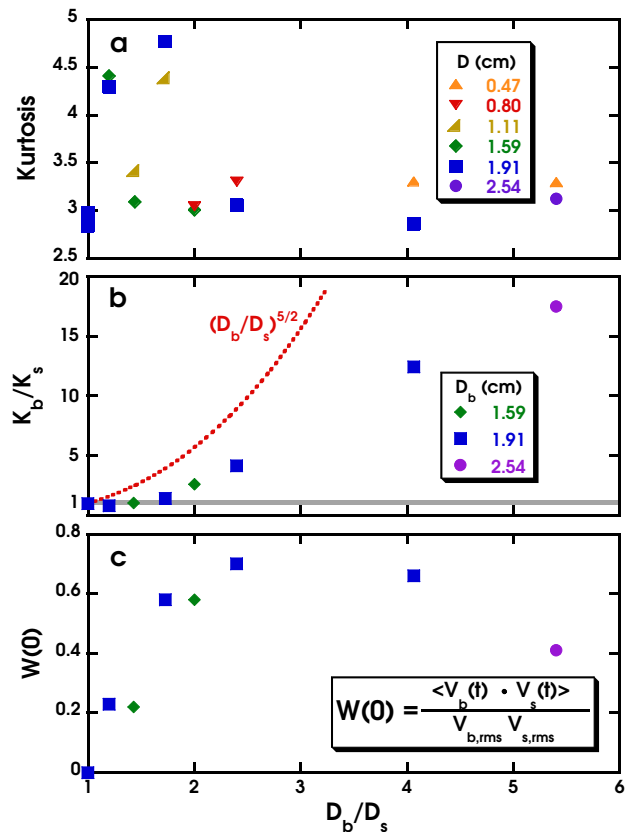 a
5
4.5
4
3.5
3
2.5
Kurtosis
D (cm)
0.47
0.80
1.11
1.59
1.91
2.54
b
20
15
10
5
1
K_b/K_s
(D_b/D_s)^5/2
D_b (cm)
1.59
1.91
2.54
c
0.8
0.6
0.4
0.2
0
W(0)
W(0) = <V_b(t) · V_s(t)>
V_b,rms V_s,rms
1 2 3 4 5 6
D_b/D_s